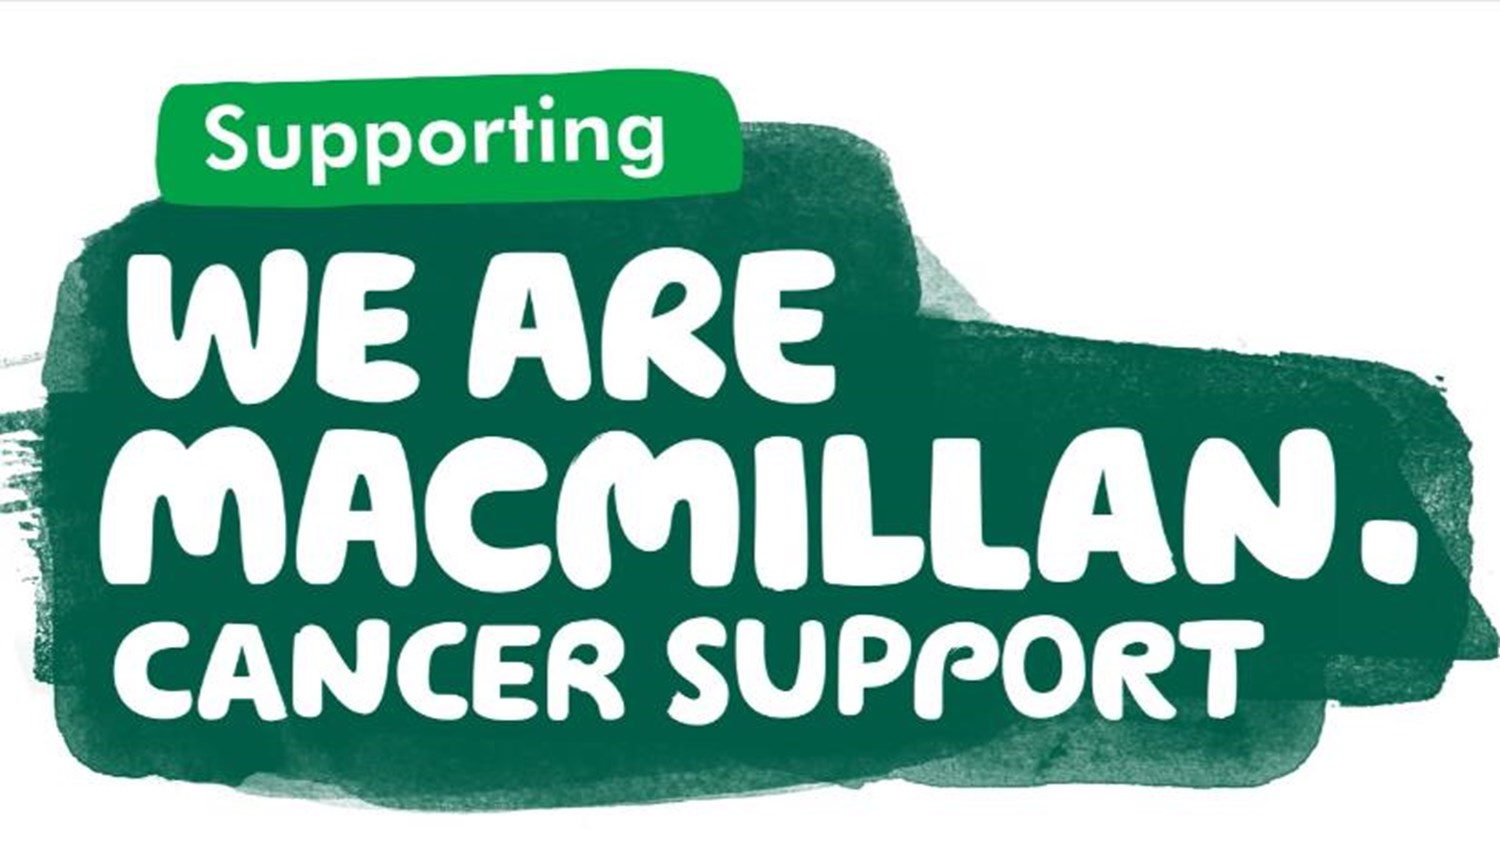 Supporting
WE ARE
MACMILLAN.
CANCER SUPPORT